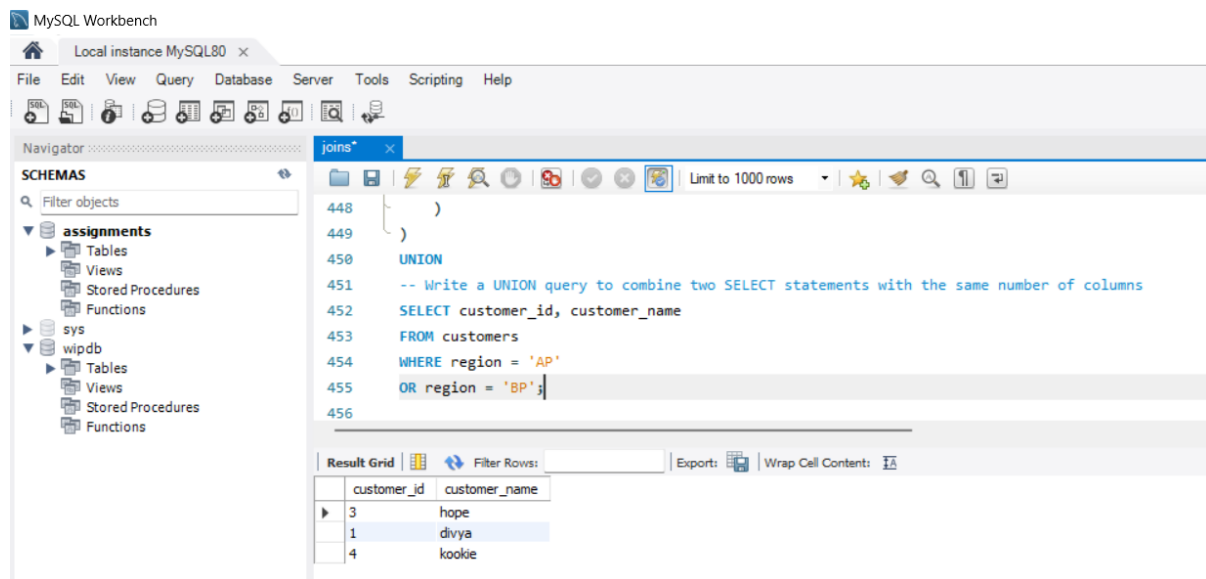 MySQL Workbench
Local instance MySQL80
File Edit View Query Database Server Tools Scripting Help
Navigator
SCHEMAS
Filter objects
assignments
Tables
Views
Stored Procedures
Functions
sys
wipdb
Tables
Views
Stored Procedures
Functions
joins*
Limit to 1000 rows
448 )
449 )
450 UNION
451 -- Write a UNION query to combine two SELECT statements with the same number of columns
452 SELECT customer_id, customer_name
453 FROM customers
454 WHERE region = 'AP'
455 OR region = 'BP';
456
Result Grid Filter Rows: Export: Wrap Cell Content:
customer_id customer_name
3 hope
1 divya
4 kookie